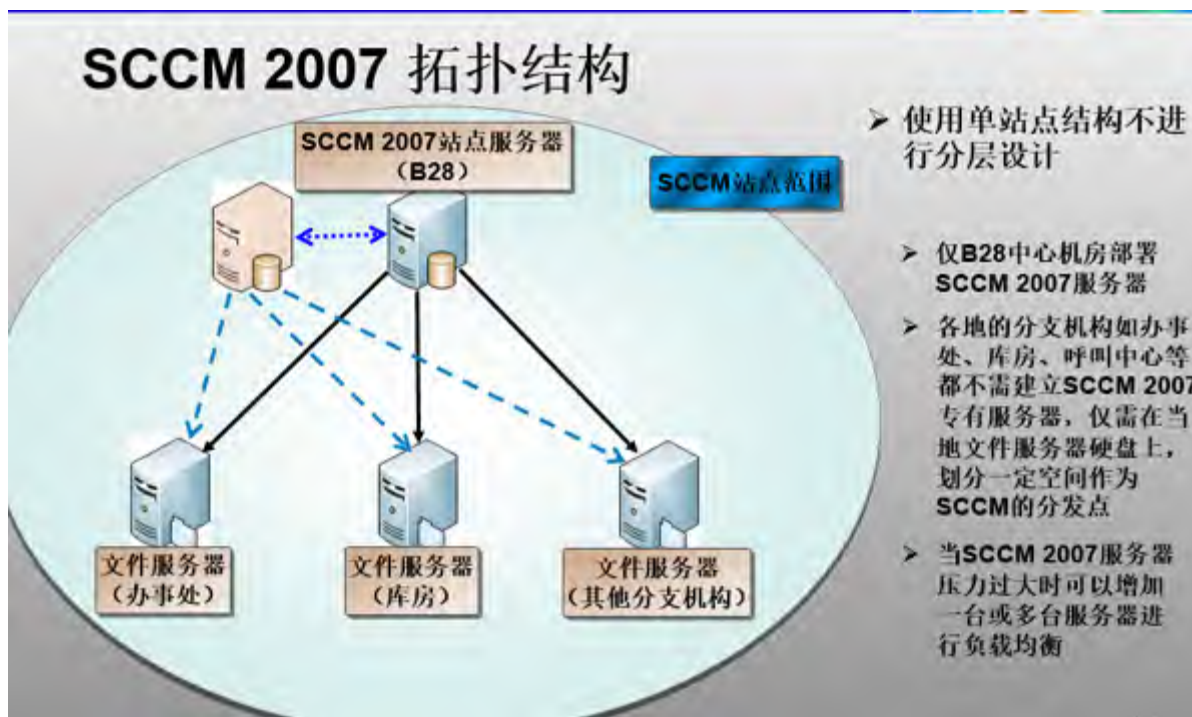 SCCM 2007 拓扑结构
SCCM 2007站点服务器
（B28）
SCCM站点范围
文件服务器
（办事处）
文件服务器
（库房）
文件服务器
（其他分支机构）
➢ 使用单站点结构不进
行分层设计
➢ 仅B28中心机房部署
SCCM 2007服务器
➢ 各地的分支机构如办事
处、库房、呼叫中心等
都不需建立SCCM 2007
专有服务器，仅需在当
地文件服务器硬盘上，
划分一定空间作为
SCCM的分发点
➢ 当SCCM 2007服务器
压力过大时可以增加
一台或多台服务器进
行负载均衡